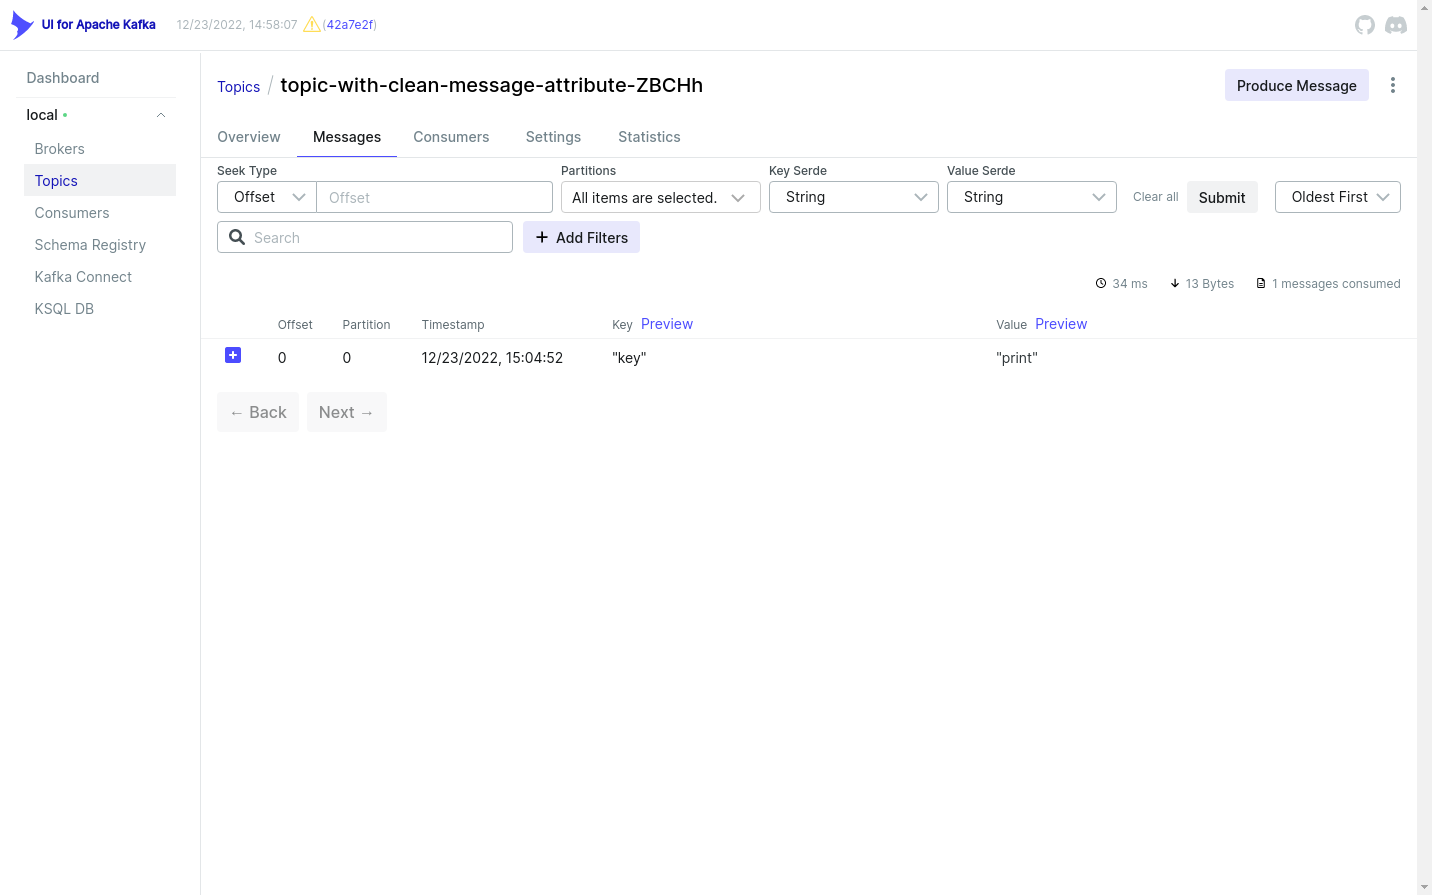 UI for Apache Kafka 12/23/2022, 14:58:07 (42a7e2f)
Dashboard
local
Brokers
Topics
Consumers
Schema Registry
Kafka Connect
KSQL DB
Topics / topic-with-clean-message-attribute-ZBCHh
Produce Message
Overview Messages Consumers Settings Statistics
Seek Type Partitions Key Serde Value Serde
Offset Offset All items are selected. String String Clear all Submit Oldest First
Search + Add Filters
34 ms 13 Bytes 1 messages consumed
Offset Partition Timestamp Key Preview Value Preview
0 0 12/23/2022, 15:04:52 "key" "print"
← Back Next →